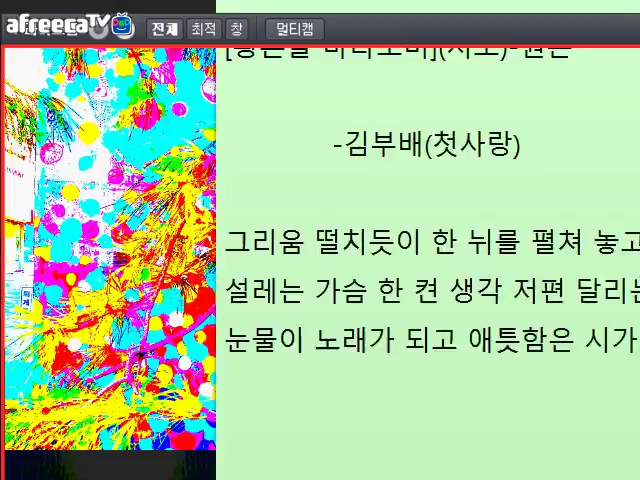 afreecaTV
전체 최적 창 멀티캠
-김부배(첫사랑)
그리움 떨치듯이 한 뉘를 펼쳐 놓고
설레는 가슴 한 켠 생각 저편 달리는
눈물이 노래가 되고 애틋함은 시가